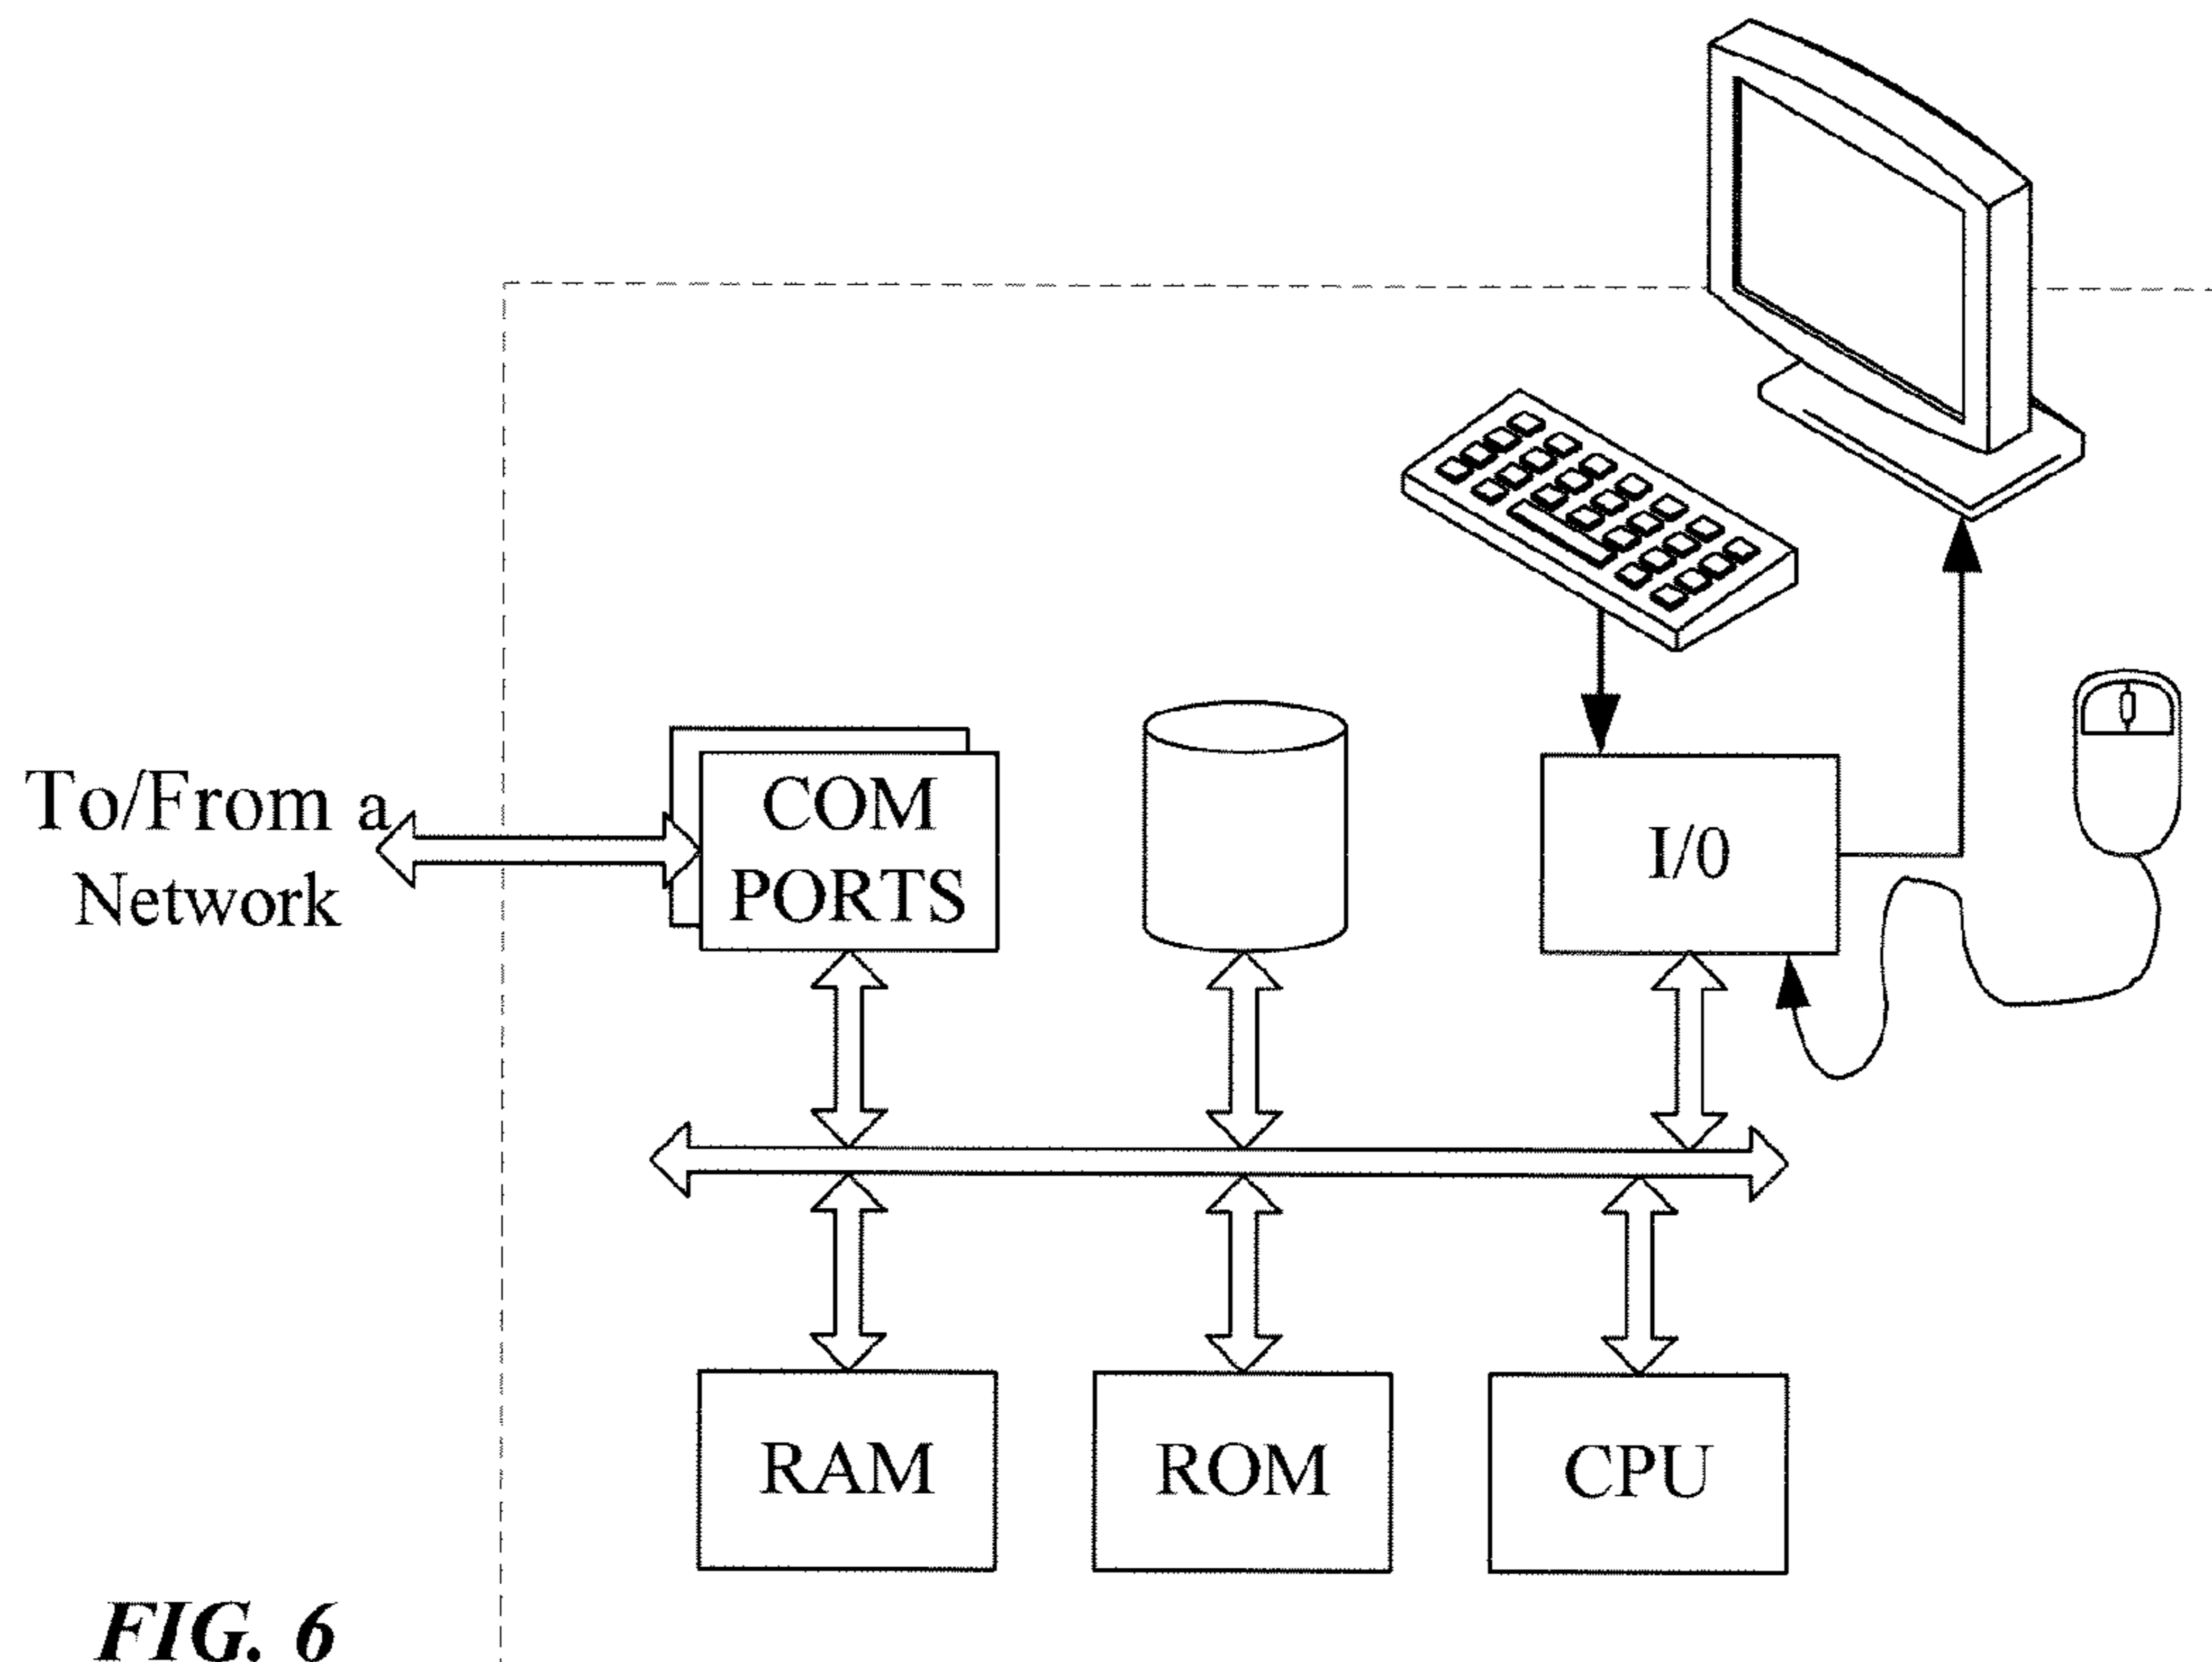 To/From a
Network
COM
PORTS
I/0
RAM
ROM
CPU
FIG. 6